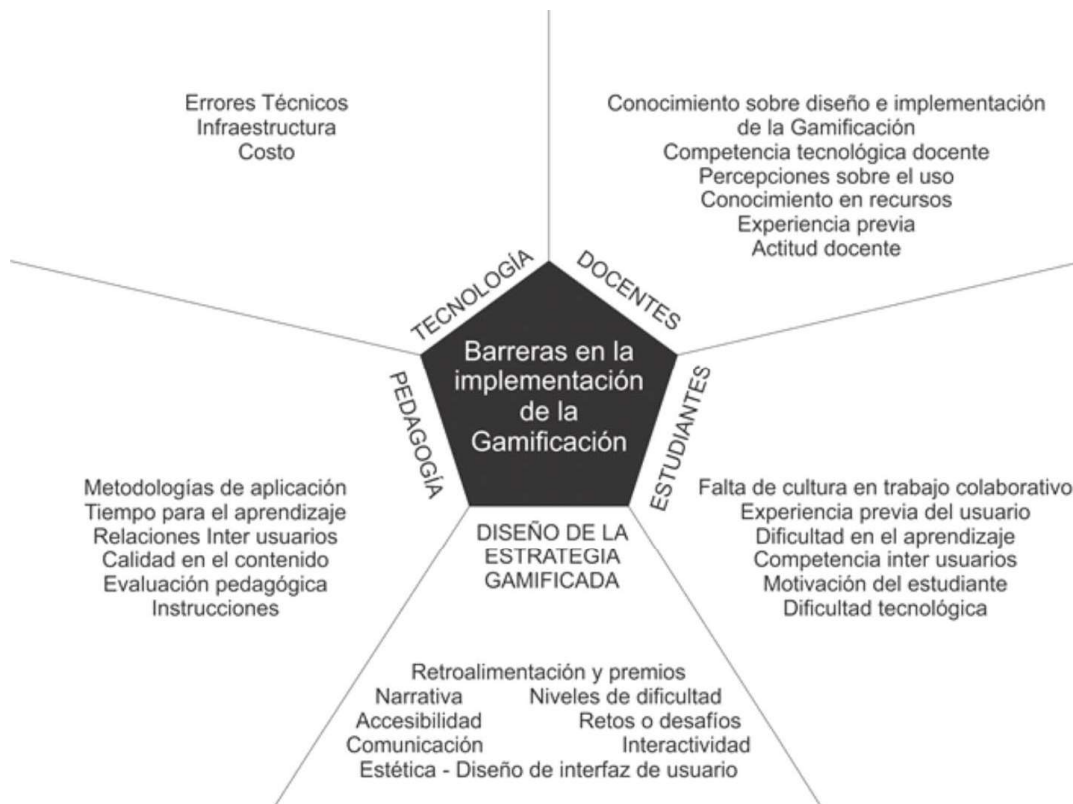 Errores Técnicos
Infraestructura
Costo
Conocimiento sobre diseño e implementación
de la Gamificación
Competencia tecnológica docente
Percepciones sobre el uso
Conocimiento en recursos
Experiencia previa
Actitud docente
TECNOLOGÍA
DOCENTES
Barreras en la
implementación
de la
Gamificación
PEDAGOGÍA
ESTUDIANTES
Metodologías de aplicación
Tiempo para el aprendizaje
Relaciones Inter usuarios
Calidad en el contenido
Evaluación pedagógica
Instrucciones
DISEÑO DE LA
ESTRATEGIA
GAMIFICADA
Falta de cultura en trabajo colaborativo
Experiencia previa del usuario
Dificultad en el aprendizaje
Competencia inter usuarios
Motivación del estudiante
Dificultad tecnológica
Retroalimentación y premios
Narrativa Niveles de dificultad
Accesibilidad Retos o desafíos
Comunicación Interactividad
Estética - Diseño de interfaz de usuario